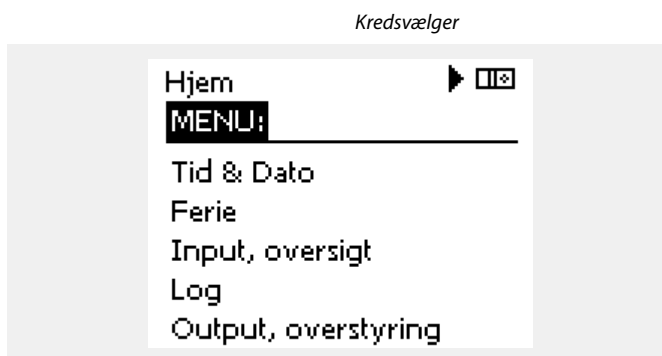 Kredsvælger
Hjem
MENU:
Tid & Dato
Ferie
Input, oversigt
Log
Output, overstyring